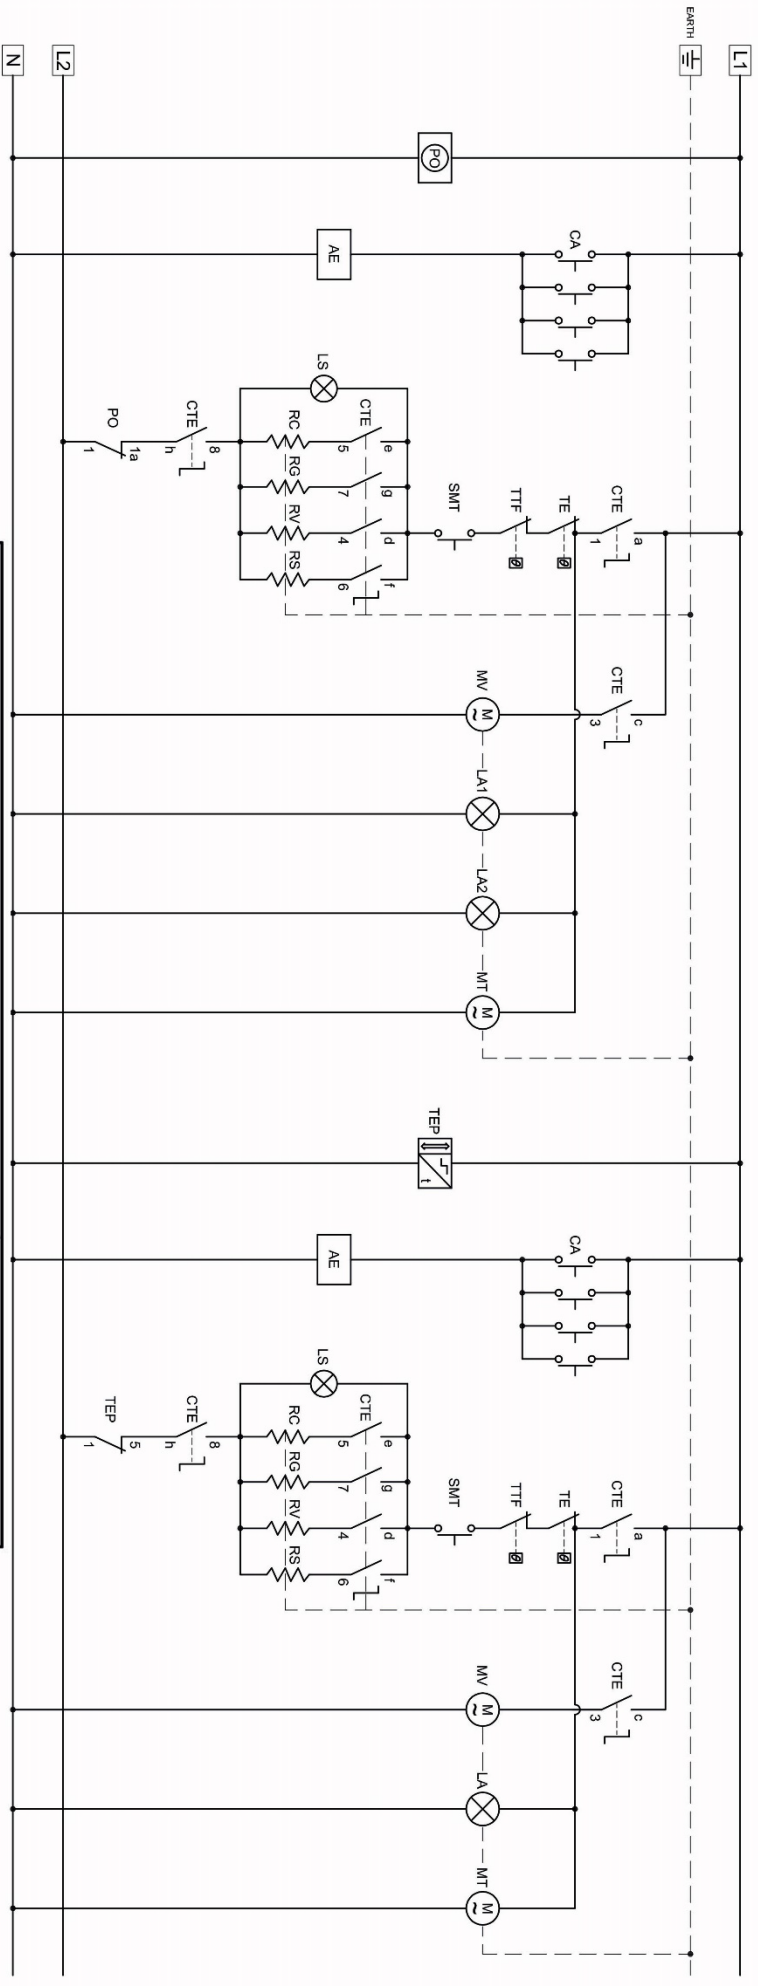 L1
EARTH
L2
N
PO
CA
AE
CTE
a
1
TE
TTF
SMT
CTE
e
g
d
f
5
7
4
6
LS
RC
RG
RV
RS
CTE
8
h
PO
1a
1
CTE
c
3
MV
M
~
LA1
LA2
MT
M
~
TEP
t
CA
AE
CTE
a
1
TE
TTF
SMT
CTE
e
g
d
f
5
7
4
6
LS
RC
RG
RV
RS
CTE
8
h
TEP
5
1
CTE
c
3
MV
M
~
LA
MT
M
~